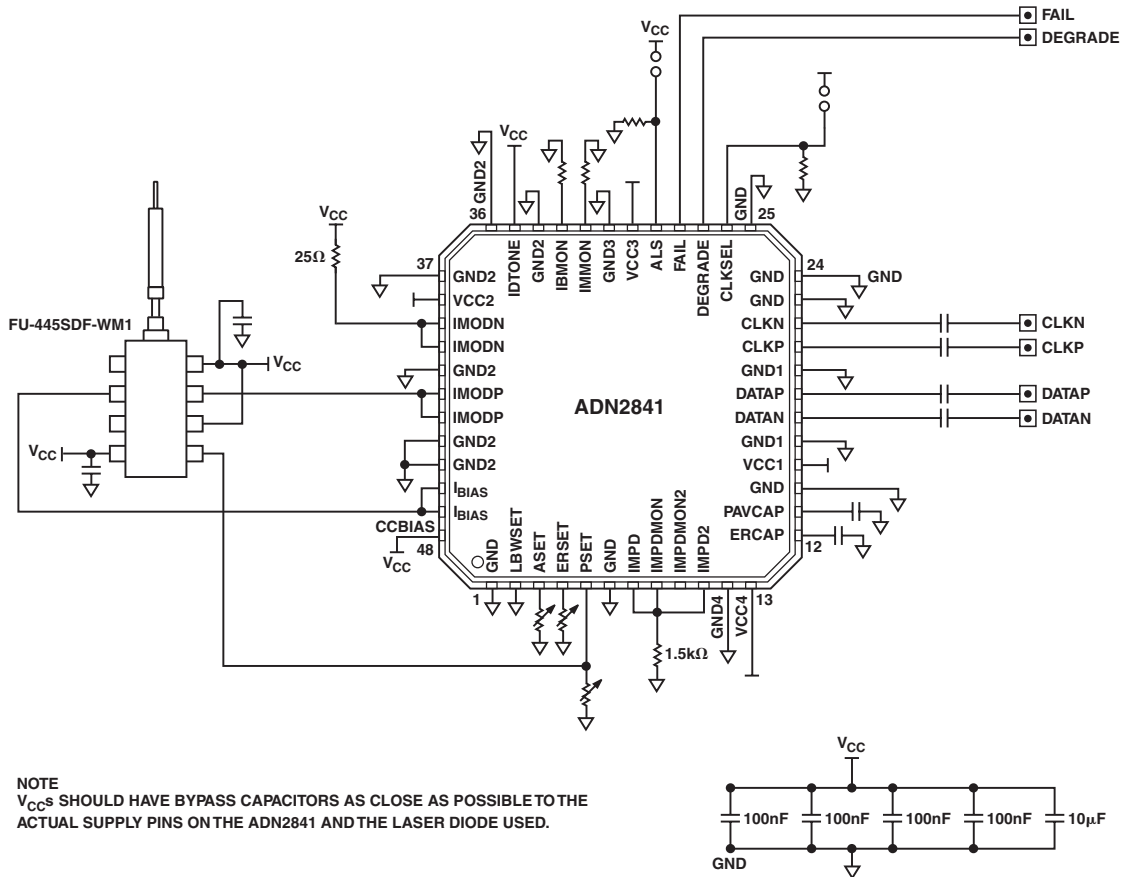 FAIL
DEGRADE
VCC
VCC
GND2
36
GND
25
VCC
25Ω
37
IDTONE
GND2
IBMON
IMMON
GND3
VCC3
ALS
FAIL
DEGRADE
CLKSEL
24
FU-445SDF-WM1
VCC
VCC
GND2
VCC2
IMODN
IMODN
GND2
IMODP
IMODP
GND2
GND2
IBIAS
IBIAS
CCBIAS
VCC
48
ADN2841
GND
GND
GND
CLKN
CLKN
CLKP
CLKP
GND1
DATAP
DATAP
DATAN
DATAN
GND1
VCC1
GND
PAVCAP
ERCAP
12
1
GND
LBWSET
ASET
ERSET
PSET
GND
IMPD
IMPDMON
IMPDMON2
IMPD2
GND4
VCC4
13
1.5kΩ
NOTE
VCCs SHOULD HAVE BYPASS CAPACITORS AS CLOSE AS POSSIBLE TO THE
ACTUAL SUPPLY PINS ON THE ADN2841 AND THE LASER DIODE USED.
VCC
100nF
100nF
100nF
100nF
10μF
GND